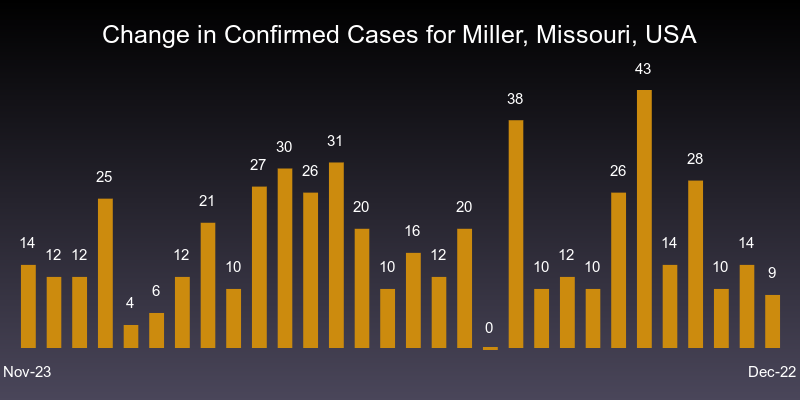 Change in Confirmed Cases for Miller, Missouri, USA
14 12 12 25 4 6 12 21 10 27 30 26 31 20 10 16 12 20 0 38 10 12 10 26 43 14 28 10 14 9
Nov-23 Dec-22